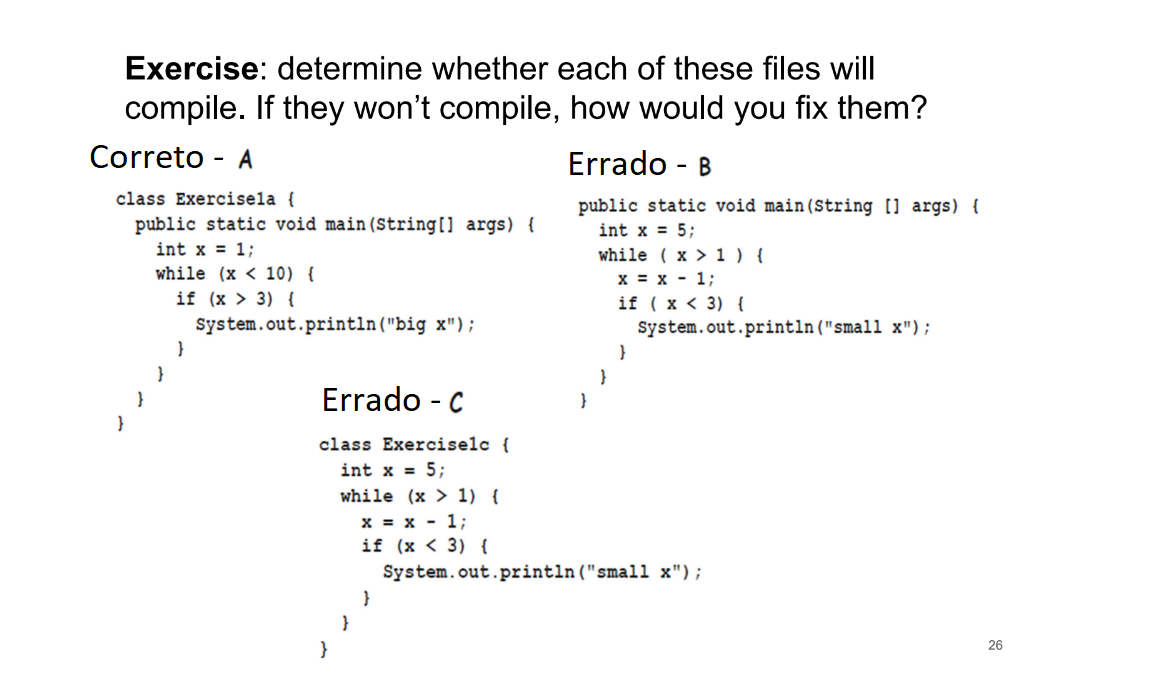 Exercise: determine whether each of these files will
compile. If they won’t compile, how would you fix them?
Correto - A
class Exercise1a {
public static void main(String[] args) {
int x = 1;
while (x < 10) {
if (x > 3) {
System.out.println("big x");
}
}
}
}
Errado - B
public static void main(String [] args) {
int x = 5;
while ( x > 1 ) {
x = x - 1;
if ( x < 3) {
System.out.println("small x");
}
}
}
Errado - C
class Exercise1c {
int x = 5;
while (x > 1) {
x = x - 1;
if (x < 3) {
System.out.println("small x");
}
}
}
26